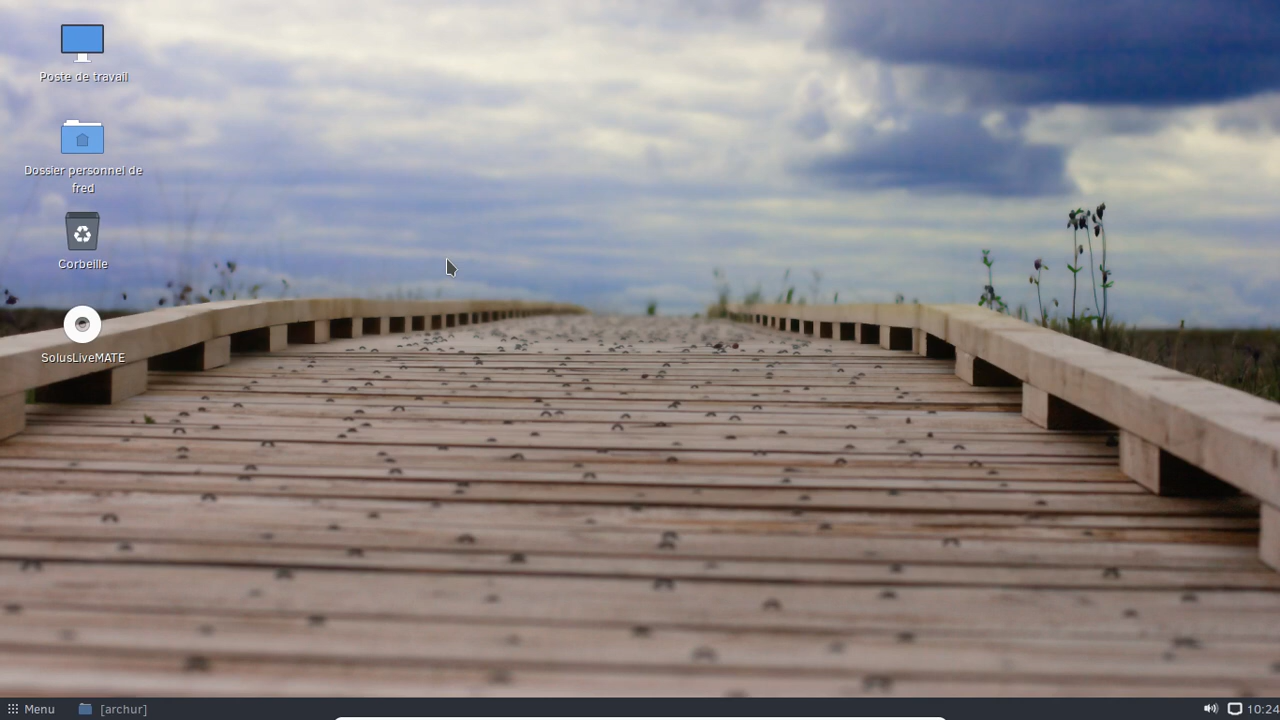 Poste de travail
Dossier personnel de
fred
Corbeille
SolusLiveMATE
Menu
[archur]
10:24